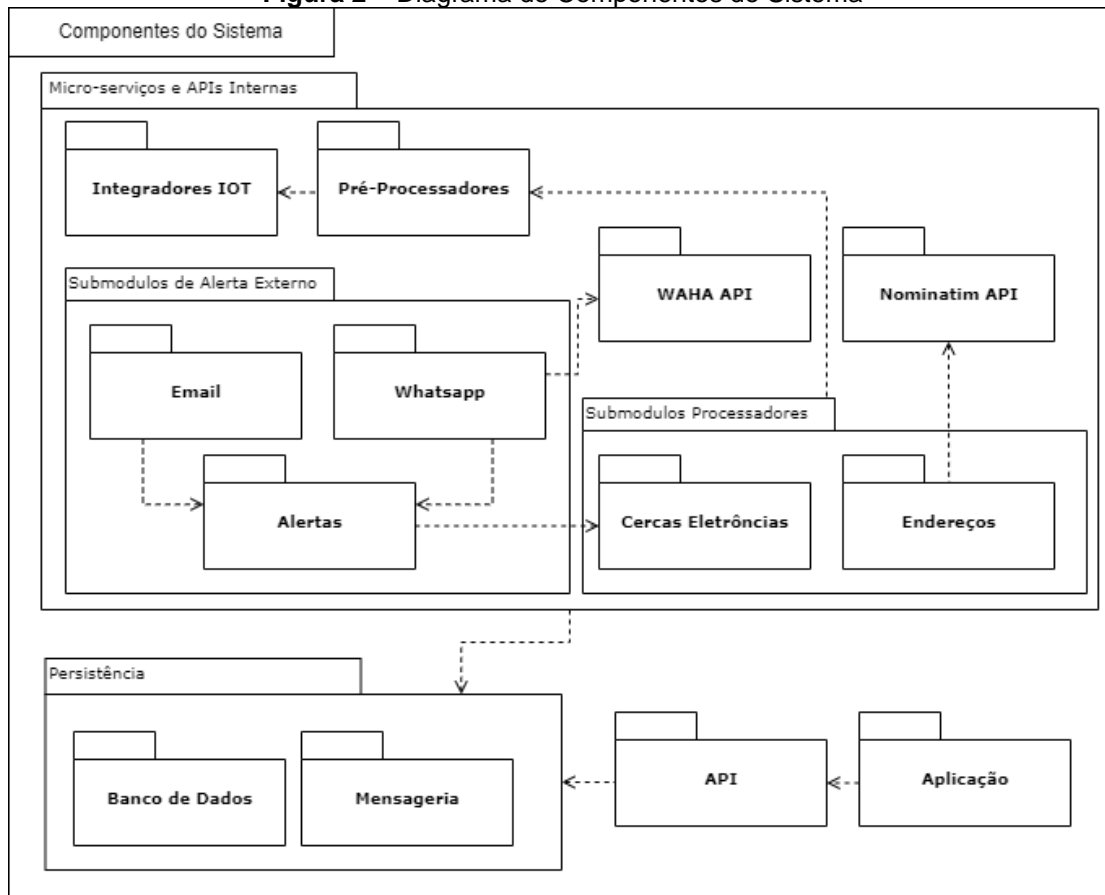 Componentes do Sistema
Micro-serviços e APIs Internas
Integradores IOT
Pré-Processadores
WAHA API
Nominatim API
Submodulos de Alerta Externo
Email
Whatsapp
Submodulos Processadores
Alertas
Cercas Eletrôncias
Endereços
Persistência
Banco de Dados
Mensageria
API
Aplicação